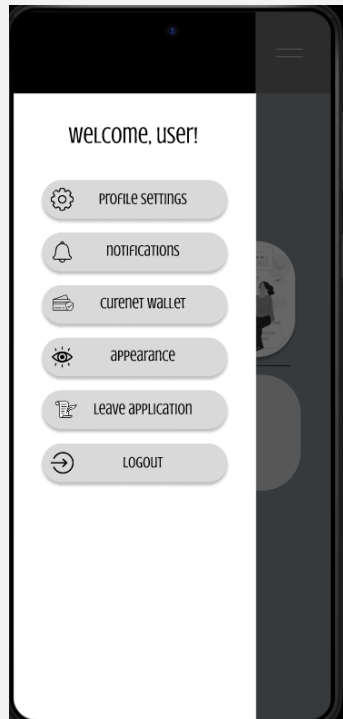 Welcome, User!
Profile Settings
Notifications
Curenet Wallet
Appearance
Leave Application
Logout